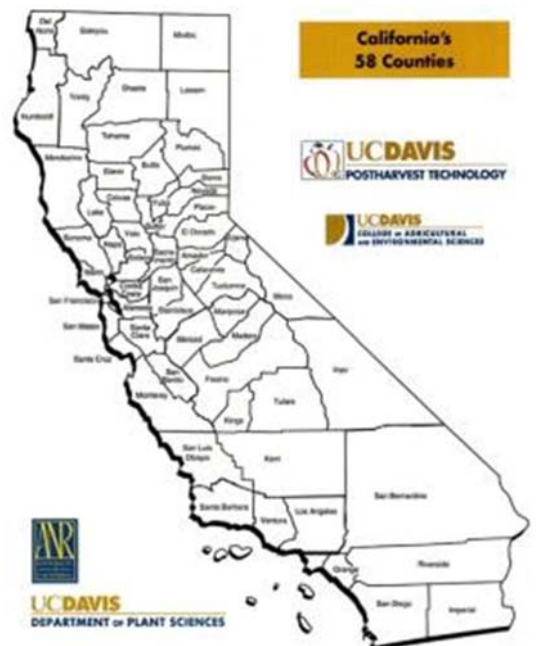 Del
Norte
Siskiyou
Modoc
California's
58 Counties
Trinity
Shasta
Lassen
Humboldt
Tehama
Plumas
Mendocino
Glenn
Butte
Sierra
Nevada
UCDAVIS
POSTHARVEST TECHNOLOGY
Colusa
Yuba
Placer
Lake
Sutter
Yolo
El Dorado
UCDAVIS
COLLEGE OF AGRICULTURAL
AND ENVIRONMENTAL SCIENCES
Sonoma
Napa
Amador
Calaveras
Marin
San
Joaquin
Tuolumne
Contra
Costa
San Francisco
Mono
Stanislaus
Mariposa
San Mateo
Santa
Clara
Merced
Madera
Santa Cruz
San
Benito
Fresno
Inyo
Monterey
Tulare
Kings
San Luis
Obispo
Kern
San Bernardino
Santa Barbara
Ventura
Los Angeles
ANR
Orange
Riverside
UCDAVIS
DEPARTMENT OF PLANT SCIENCES
San Diego
Imperial